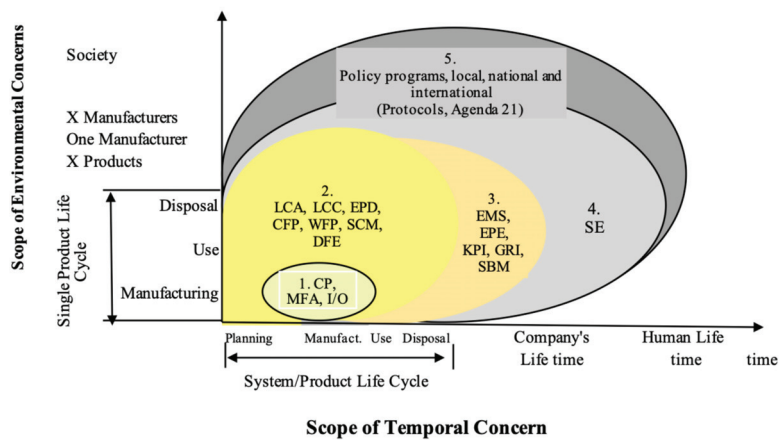 Scope of Environmental Concerns
Society
X Manufacturers
One Manufacturer
X Products
Single Product Life
Cycle
Disposal
Use
Manufacturing
5.
Policy programs, local, national and
international
(Protocols, Agenda 21)
2.
LCA, LCC, EPD,
CFP, WFP, SCM,
DFE
1. CP,
MFA, I/O
3.
EMS,
EPE,
KPI, GRI,
SBM
4.
SE
Planning Manufact. Use Disposal
System/Product Life Cycle
Company's
Life time
Human Life
time
time
Scope of Temporal Concern